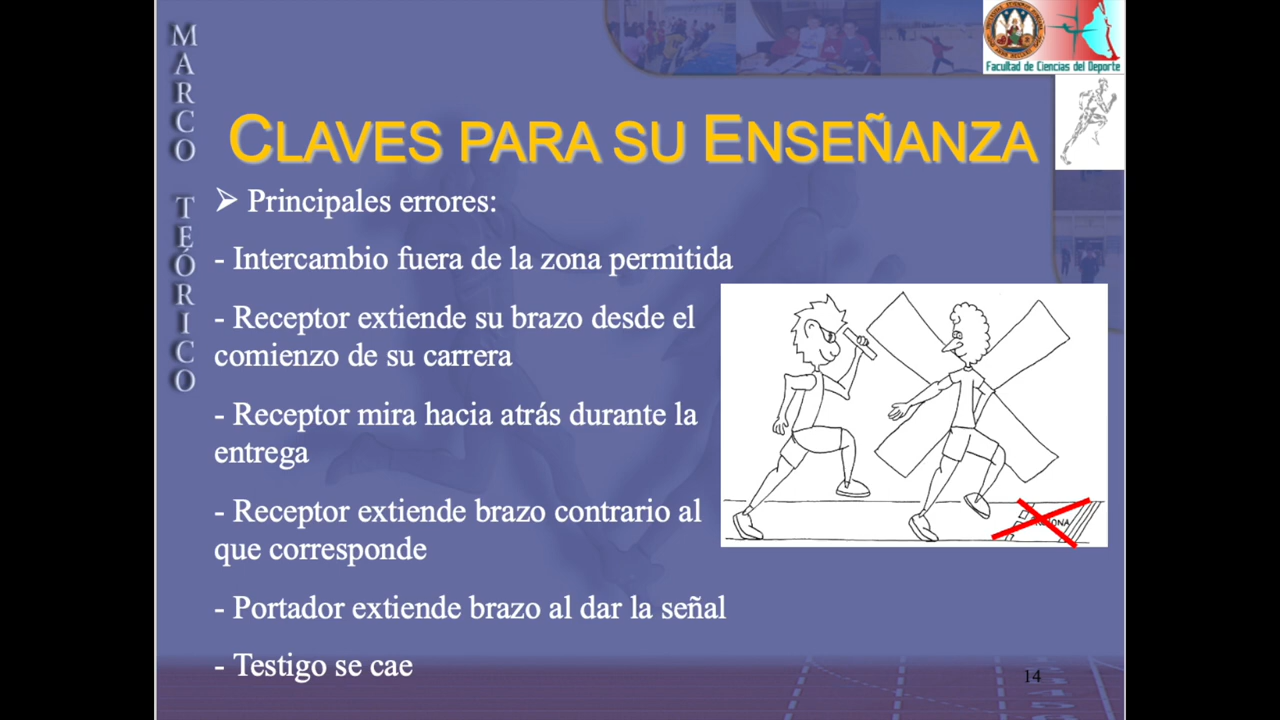 MARCO TEÓRICO
Facultad de Ciencias del Deporte
CLAVES PARA SU ENSEÑANZA
➢ Principales errores:
- Intercambio fuera de la zona permitida
- Receptor extiende su brazo desde el
comienzo de su carrera
- Receptor mira hacia atrás durante la
entrega
- Receptor extiende brazo contrario al
que corresponde
- Portador extiende brazo al dar la señal
- Testigo se cae
14